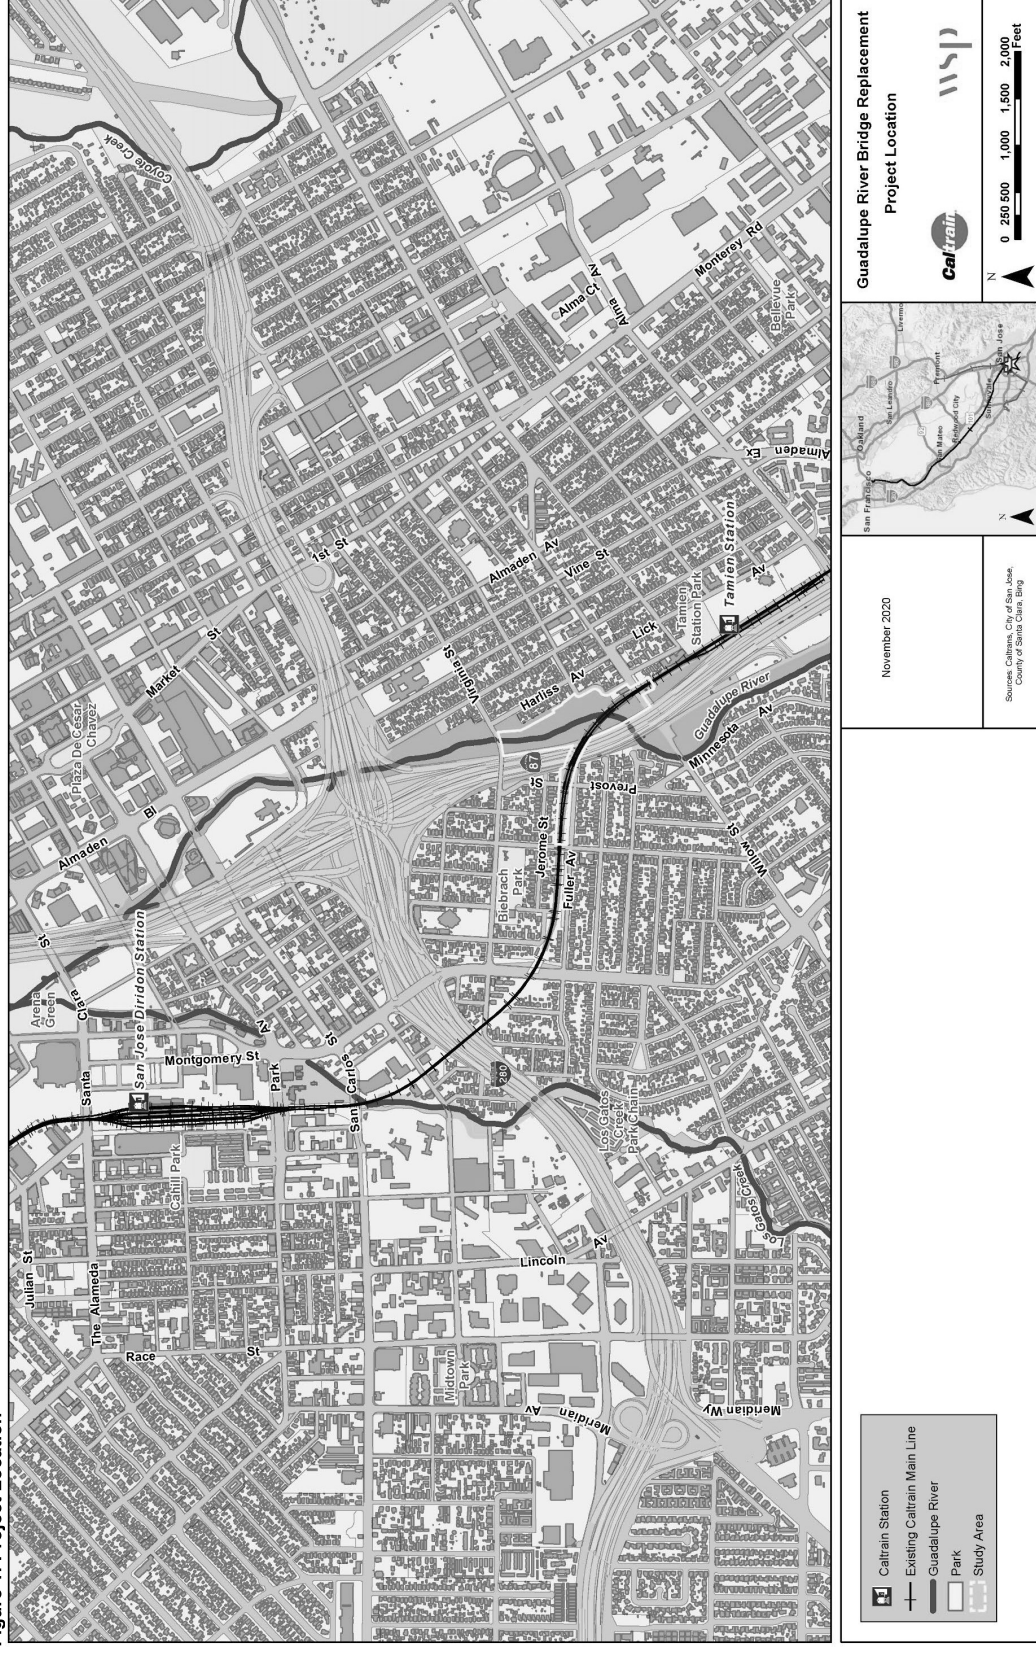 Guadalupe River Bridge Replacement
Project Location
Caltrain
wsp
0 250 500 1,000 1,500 2,000
Feet
N
San Francisco
Oakland
San Leandro
San Mateo
Redwood City
Fremont
Sunnyvale
San Jose
N
November 2020
Sources: Caltrans, City of San Jose,
County of Santa Clara, Bing
Caltrain Station
Existing Caltrain Main Line
Guadalupe River
Park
Study Area
Julian St
The Alameda
Race St
Cahill Park
Santa Clara St
Arena
Green
San Jose Diridon Station
Montgomery St
Park Av
San Carlos St
Almaden Bl
Plaza De Cesar
Chavez
Market St
1st St
Coyote Creek
280
87
Lincoln Av
Midtown
Park
Meridian Av
Meridian Wy
Los Gatos
Creek
Park Chain
Los Gatos Creek
Biebrach
Park
Jerome St
Fuller Av
Prevost St
Virginia St
Harliss Av
Lick Av
Almaden Av
Vine St
Guadalupe River
Minnesota Av
Willow St
Tamien
Station Park
Tamien Station
Almaden Ex
Alma Ct
Alma Av
Monterey Rd
Bellevue
Park